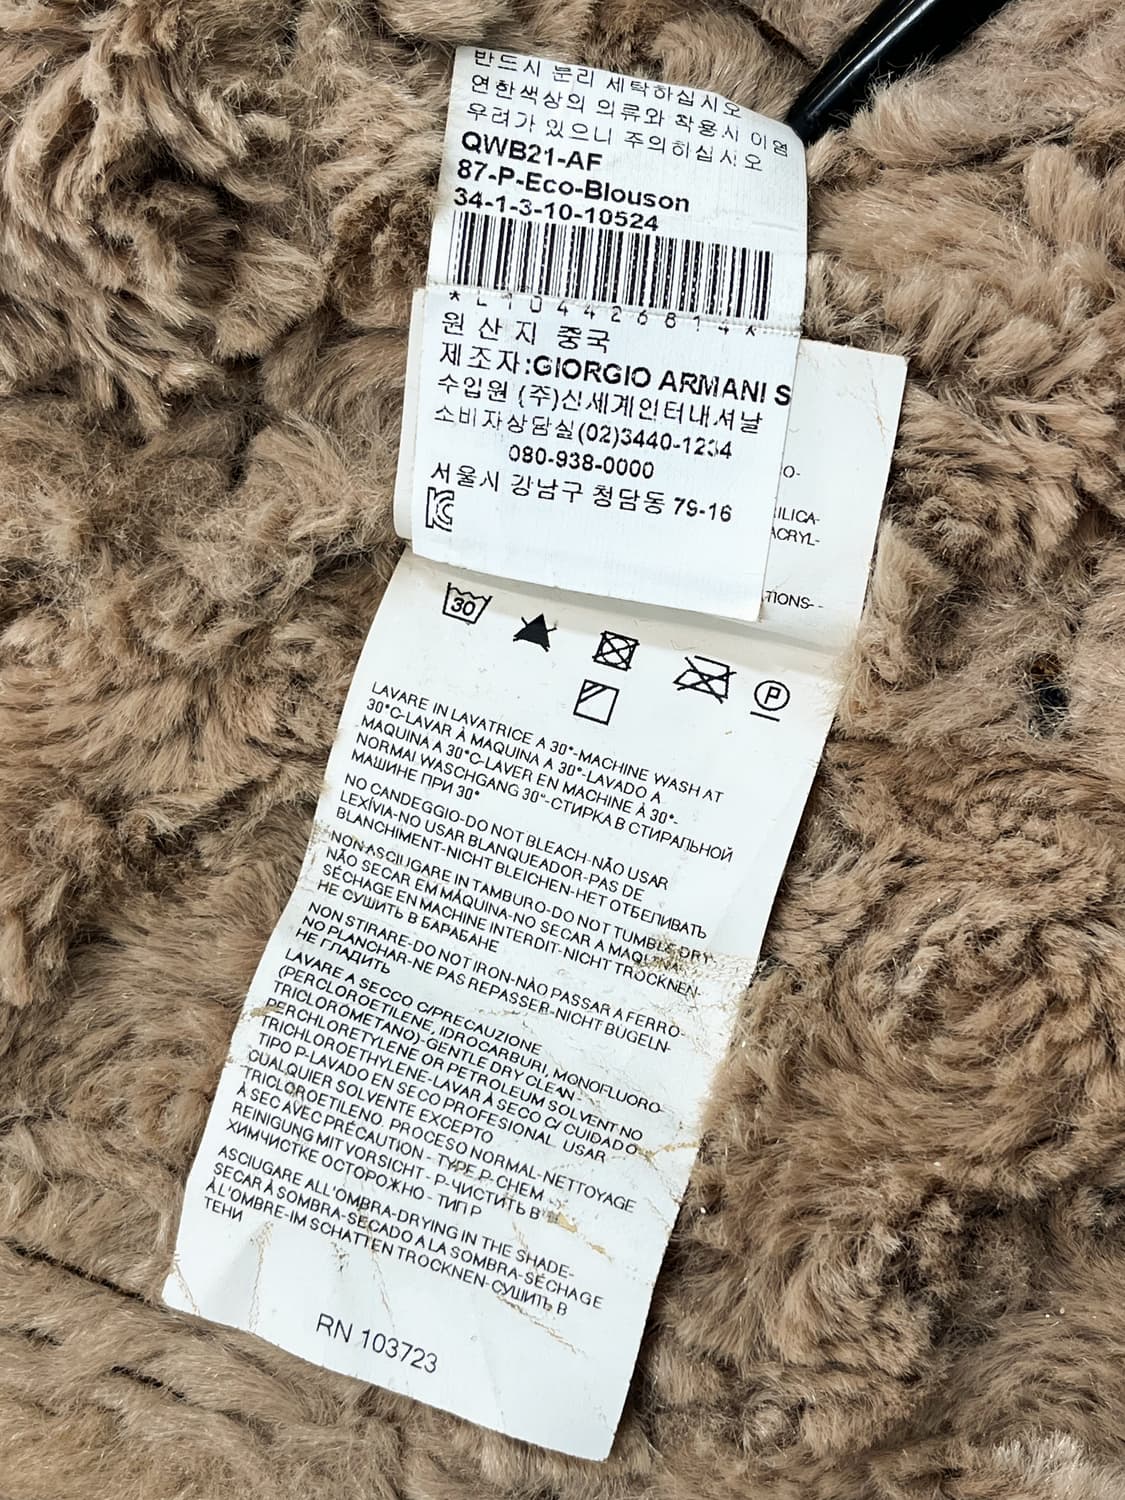 반드시 분리 세탁하십시오
연한색상의 의류와 착용시 이염
우려가 있으니 주의하십시오
QWB21-AF
87-P-Eco-Blouson
34-1-3-10-10524
원산지 중국
제조자:GIORGIO ARMANI S
수입원 (주)신세계인터내셔날
소비자상담실(02)3440-1234
080-938-0000
서울시 강남구 청담동 79-16
O-
ILICA-
ACRYL-
TIONS-
30
P
LAVARE IN LAVATRICE A 30°-MACHINE WASH AT
30°C-LAVAR À MAQUINA A 30°-LAVADO A
MAQUINA A 30°C-LAVER EN MACHINE À 30°-
NORMAL WASCHGANG 30°-СТИРКА В СТИРАЛЬНОЙ
МАШИНЕ ПРИ 30°
NO CANDEGGIO-DO NOT BLEACH-NÃO USAR
LEXÍVIA-NO USAR BLANQUEADOR-PAS DE
BLANCHIMENT-NICHT BLEICHEN-НЕТ ОТБЕЛИВАТЬ
NON ASCIUGARE IN TAMBURO-DO NOT TUMBLE DRY-
NÃO SECAR EM MÁQUINA-NO SECAR A MAQUINA-
SÉCHAGE EN MACHINE INTERDIT-NICHT TROCKNEN-
НЕ СУШИТЬ В БАРАБАНЕ
NON STIRARE-DO NOT IRON-NÃO PASSAR A FERRO-
NO PLANCHAR-NE PAS REPASSER-NICHT BÜGELN-
НЕ ГЛАДИТЬ
LAVARE A SECCO C/PRECAUZIONE
(PERCLOROETILENE, IDROCARBURI, MONOFLUORO-
TRICLOROMETANO)-GENTLE DRY CLEAN
PERCHLORETYLENE OR PETROLEUM SOLVENT NO
TRICHLOROETHYLENE-LAVAR À SECO C/ CUIDADO-
TIPO P-LAVADO EN SECO PROFESIONAL. USAR
CUALQUIER SOLVENTE EXCEPTO
TRICLOROETILENO. PROCESO NORMAL-NETTOYAGE
À SEC AVEC PRÉCAUTION - TYPE P- CHEM
REINIGUNG MIT VORSICHT - P-ЧИСТИТЬ В
ХИМЧИСТКЕ ОСТОРОЖНО - ТИП P
ASCIUGARE ALL'OMBRA-DRYING IN THE SHADE-
SECAR À SOMBRA-SECADO A LA SOMBRA-SÉCHAGE
À L'OMBRE-IM SCHATTEN TROCKNEN-СУШИТЬ В
ТЕНИ
RN 103723